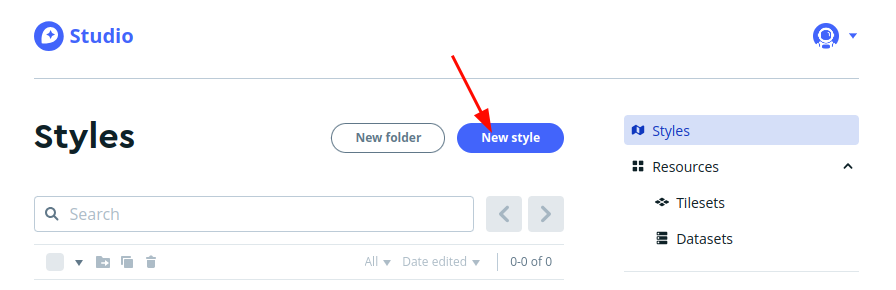 Studio
Styles
New folder
New style
Search
All
Date edited
0-0 of 0
Styles
Resources
Tilesets
Datasets